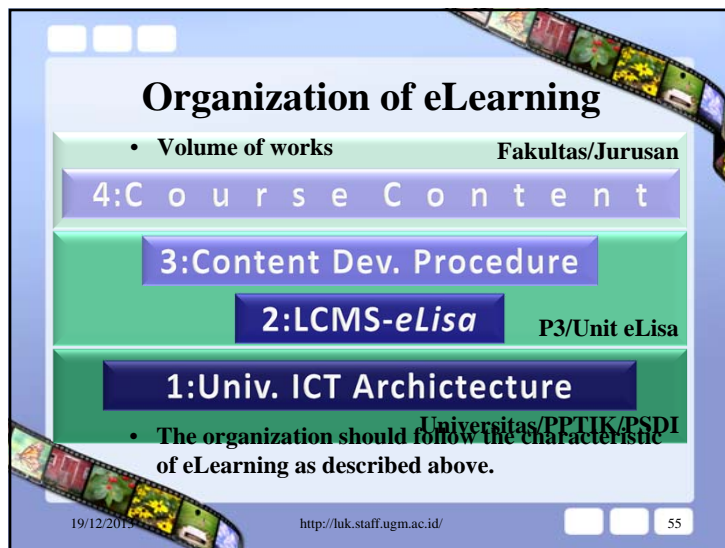 Organization of eLearning
• Volume of works
Fakultas/Jurusan
4:Course Content
3:Content Dev. Procedure
2:LCMS-eLisa
P3/Unit eLisa
1:Univ. ICT Archictecture
Universitas/PPTIK/PSDI
• The organization should follow the characteristic
of eLearning as described above.
19/12/2013
http://luk.staff.ugm.ac.id/
55